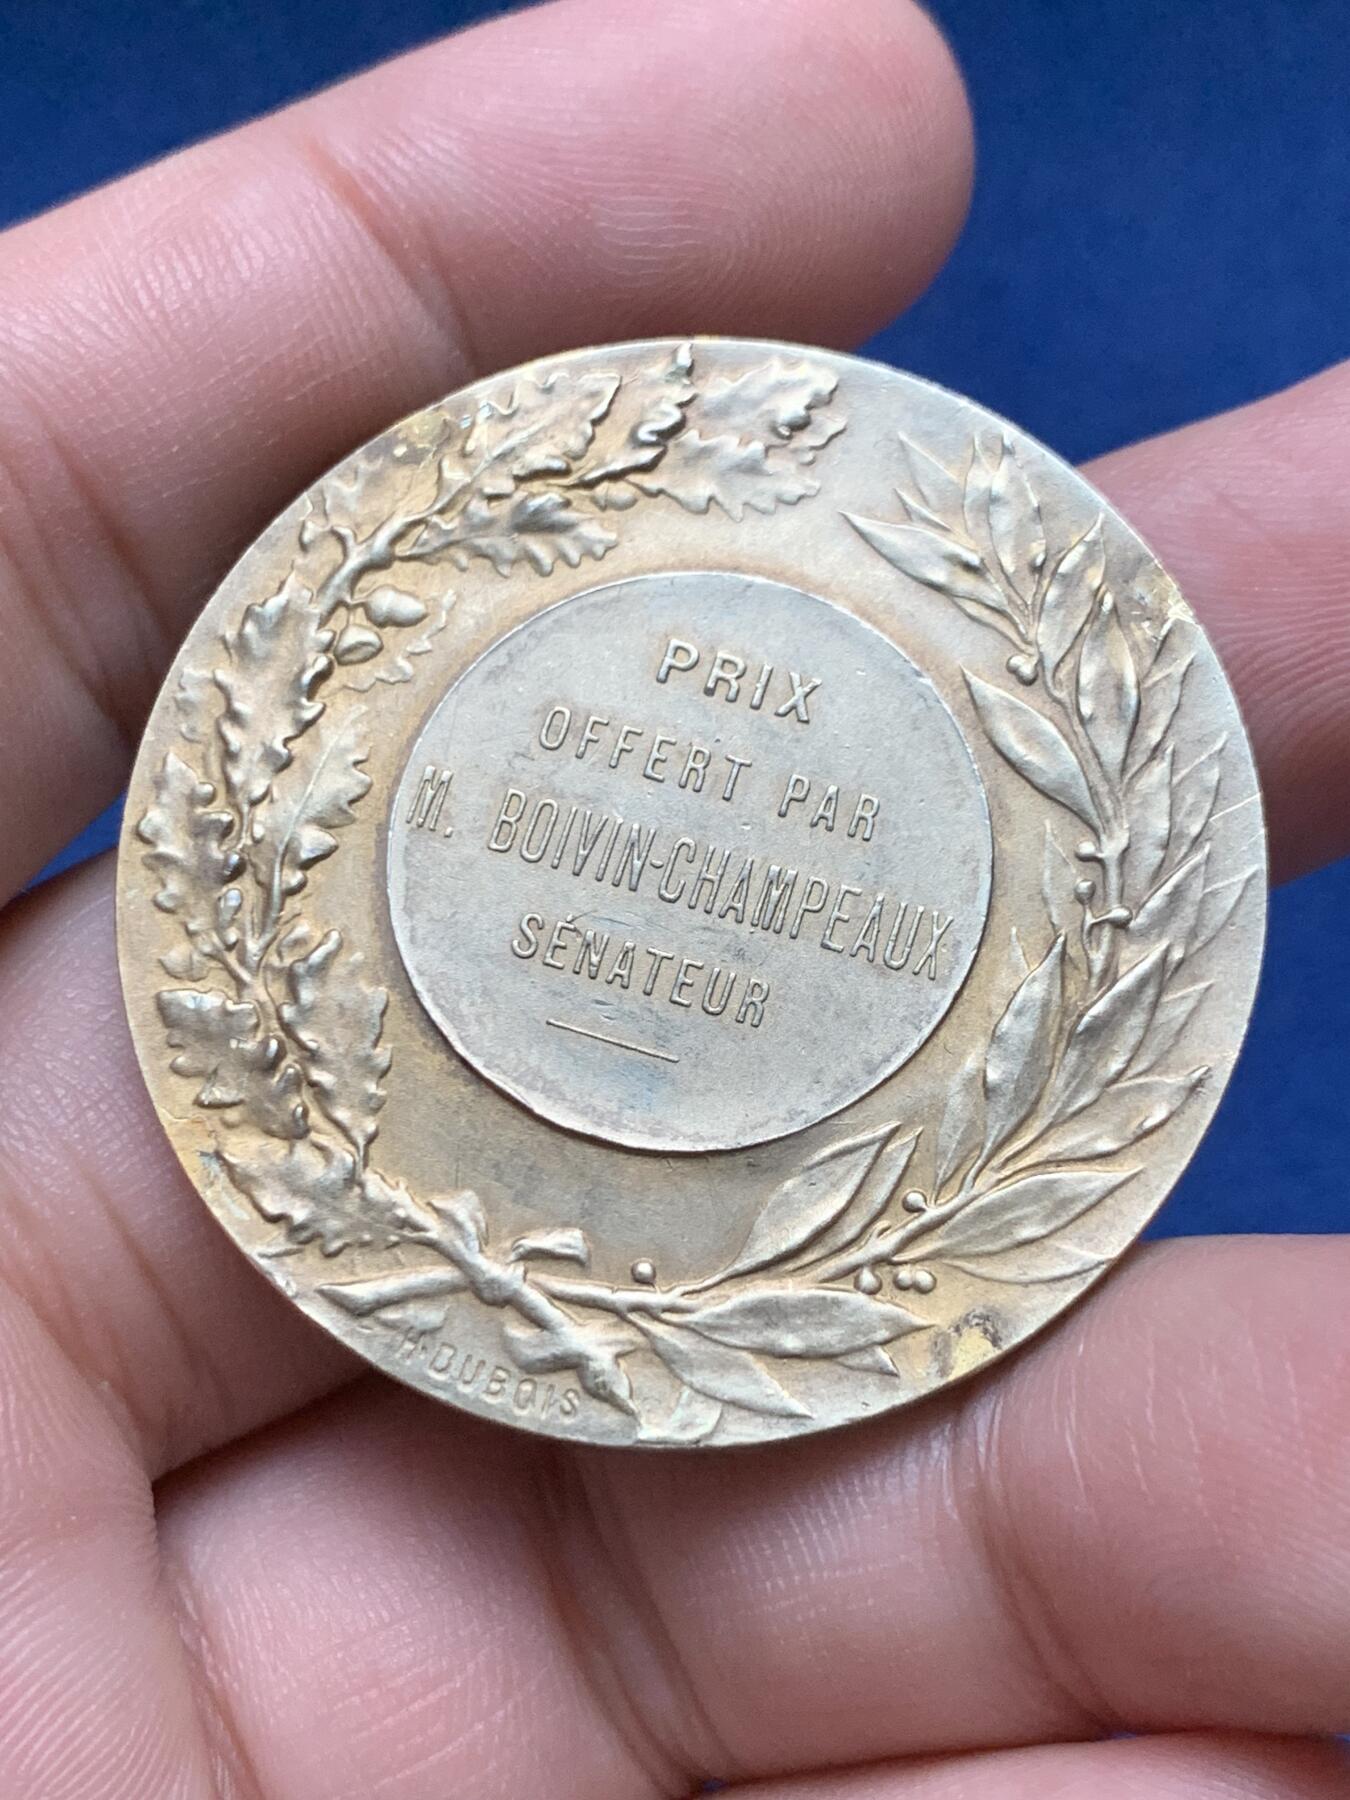 PRIX
OFFERT PAR
M. BOIVIN-CHAMPEAUX
SÉNATEUR
H.DUBOIS